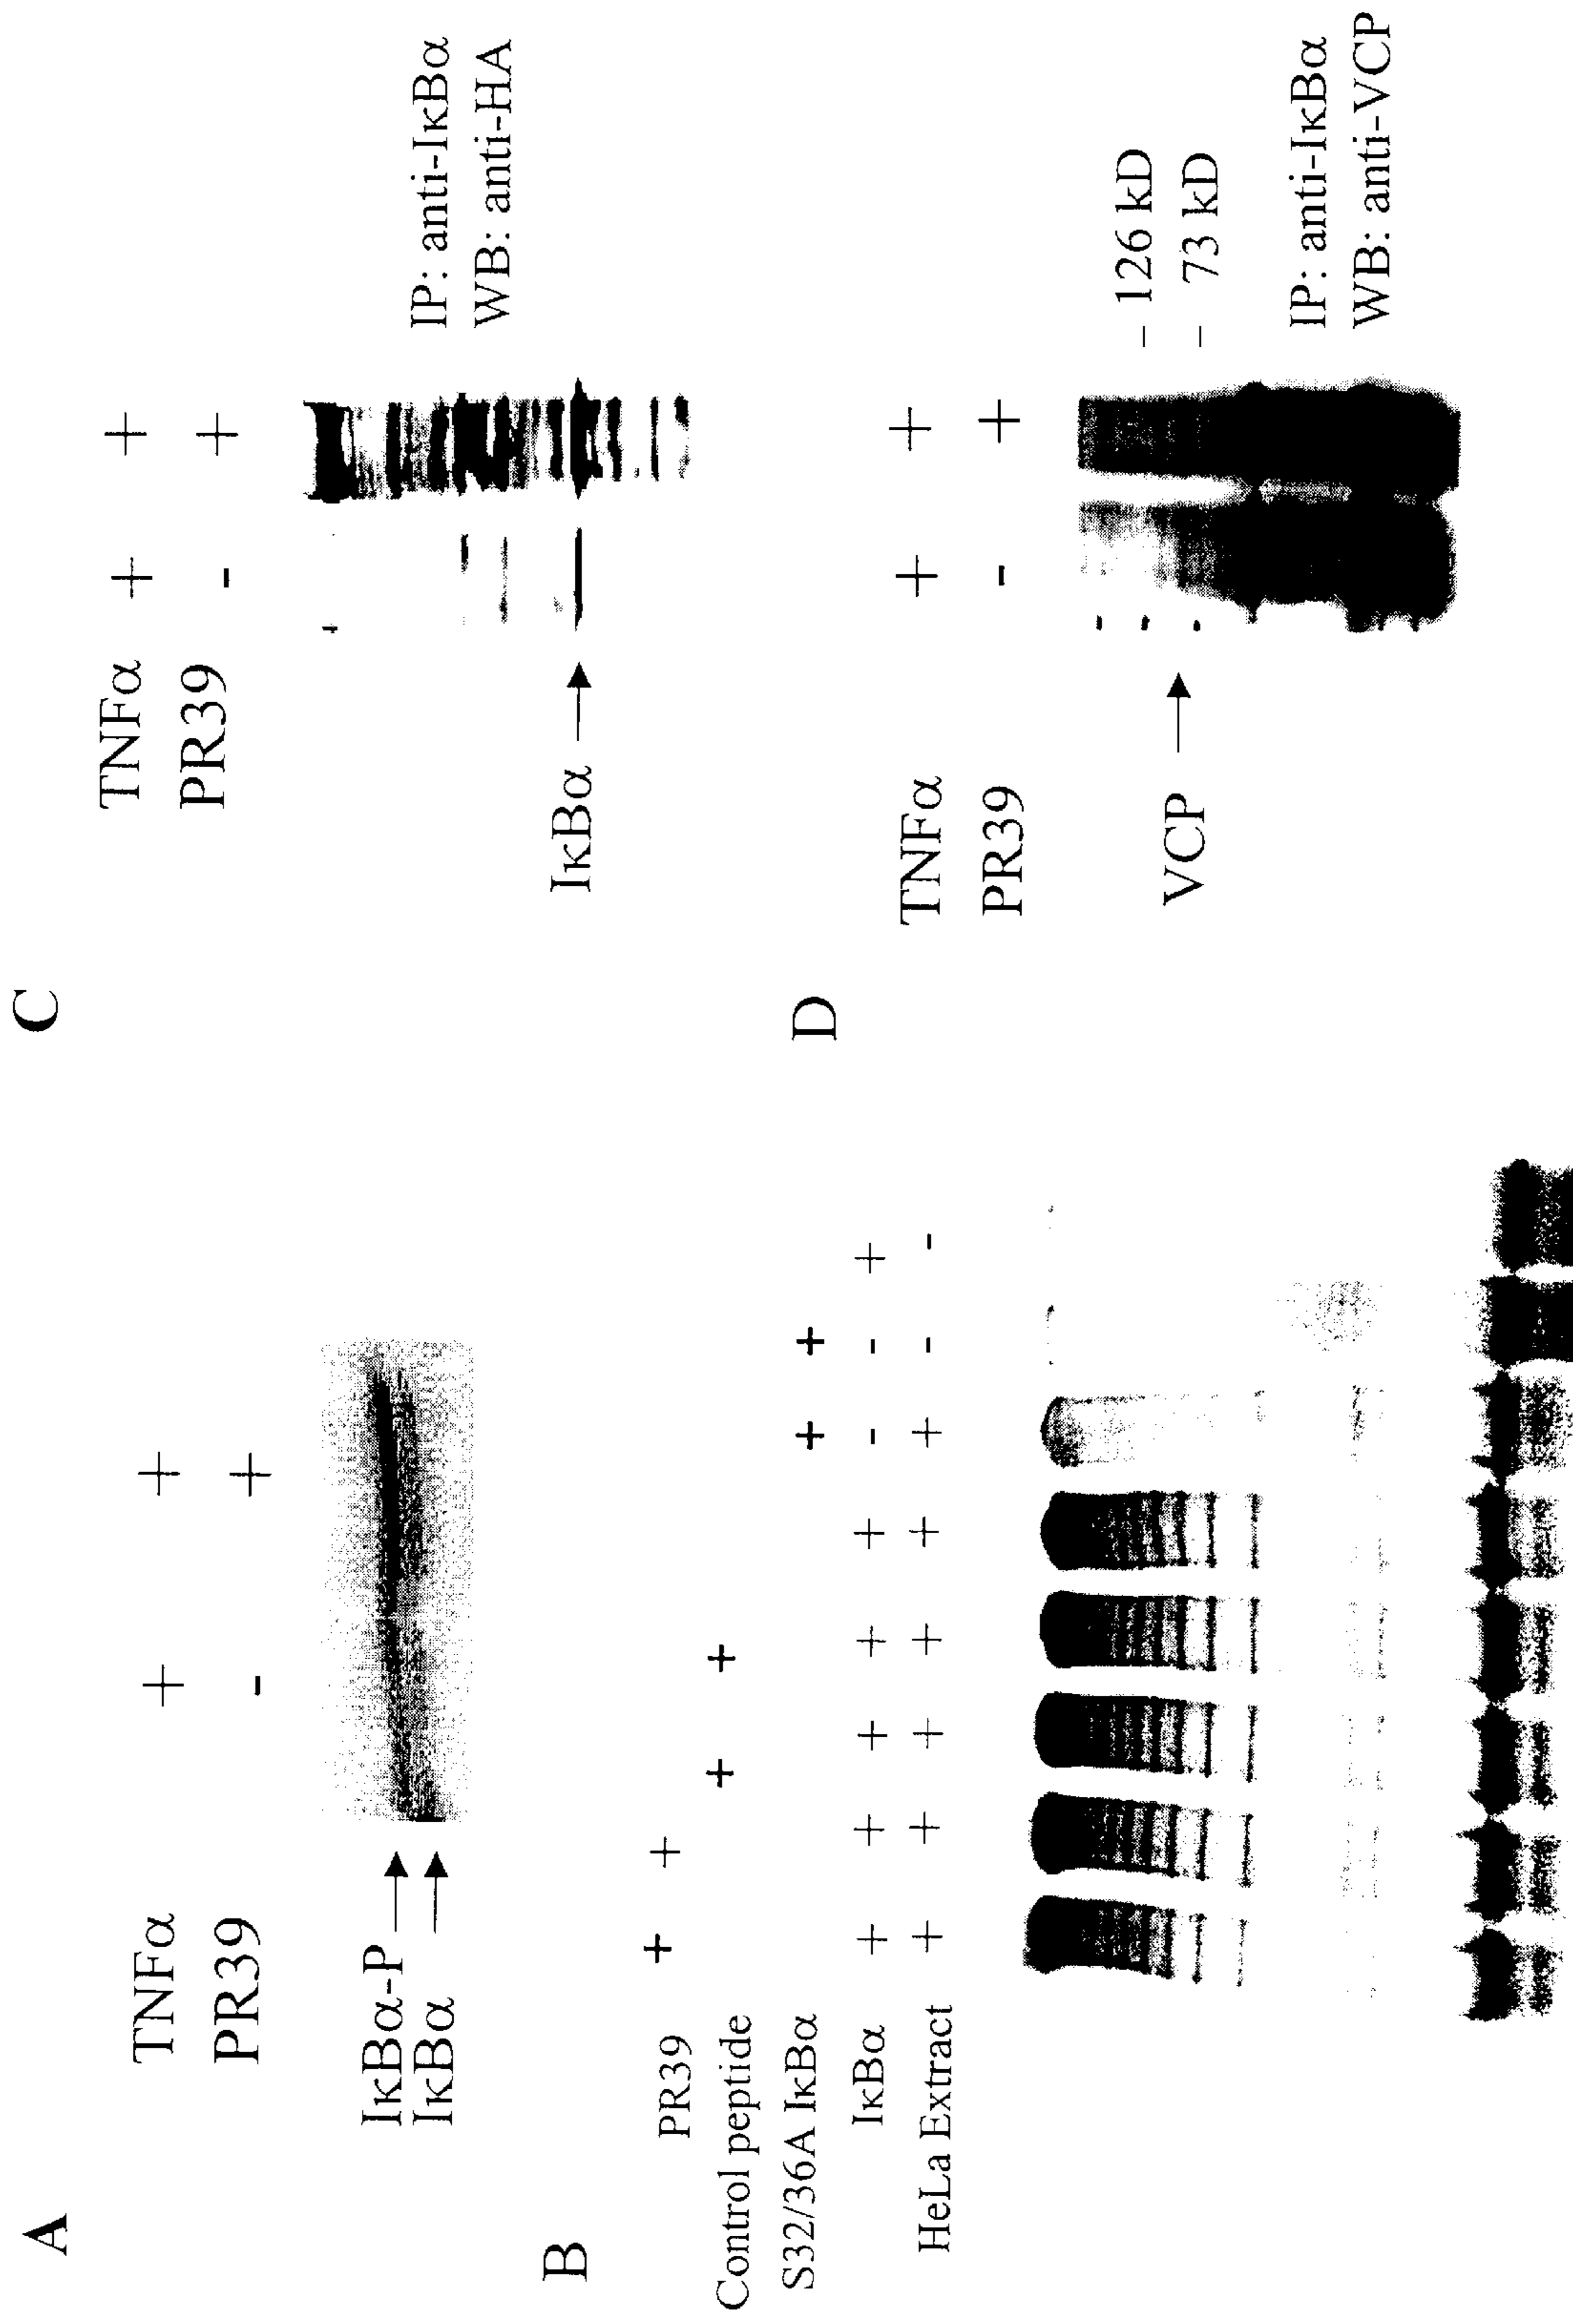 A
TNFα + +
PR39 - +
IκBα-P
IκBα
B
PR39 + +
Control peptide + +
S32/36A IκBα + +
IκBα + + + + + - - +
HeLa Extract + + + + + + - -
C
TNFα + +
PR39 - +
IκBα
IP: anti-IκBα
WB: anti-HA
D
TNFα + +
PR39 - +
– 126 kD
VCP
– 73 kD
IP: anti-IκBα
WB: anti-VCP